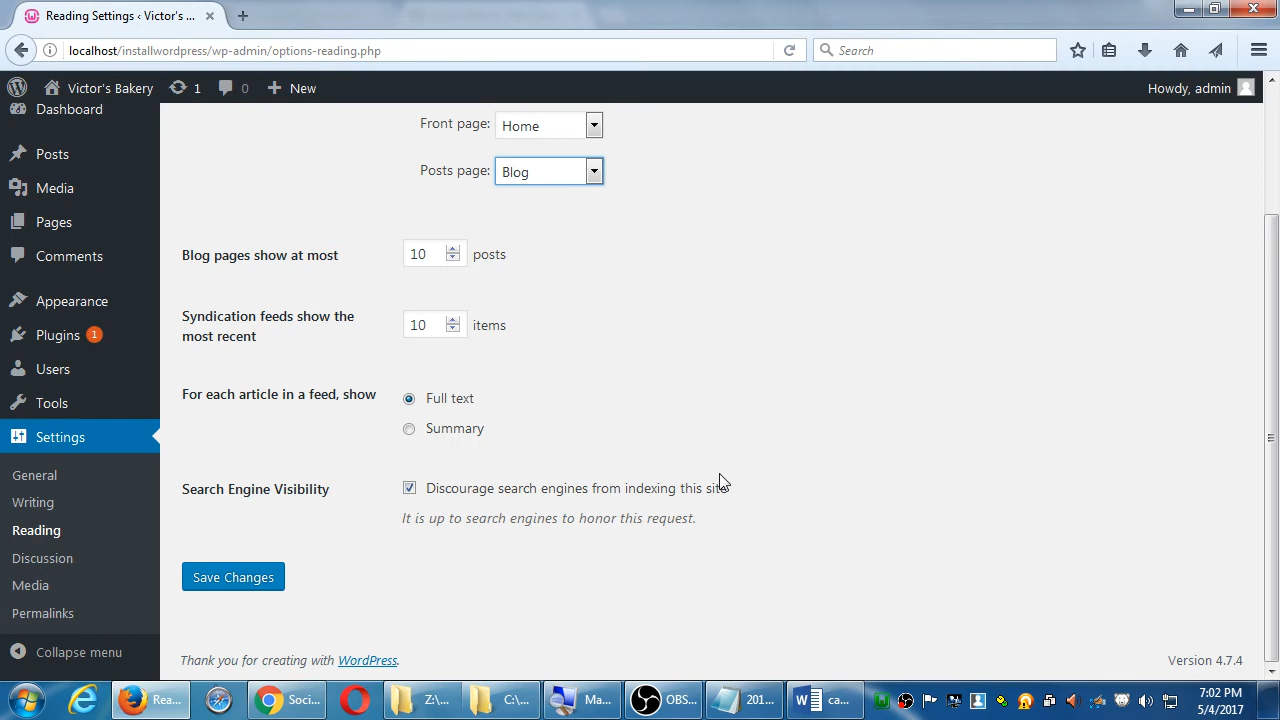 Reading Settings ‹ Victor's ...
localhost/installwordpress/wp-admin/options-reading.php
Search
Victor's Bakery 1 0 New
Howdy, admin
Dashboard
Posts
Media
Pages
Comments
Appearance
Plugins 1
Users
Tools
Settings
General
Writing
Reading
Discussion
Media
Permalinks
Collapse menu
Front page: Home
Posts page: Blog
Blog pages show at most 10 posts
Syndication feeds show the
most recent
10 items
For each article in a feed, show
Full text
Summary
Search Engine Visibility
Discourage search engines from indexing this site
It is up to search engines to honor this request.
Save Changes
Thank you for creating with WordPress.
Version 4.7.4
Rea... Soci... Z:\... C:\... Ma... OBS... 201... ca...
7:02 PM
5/4/2017